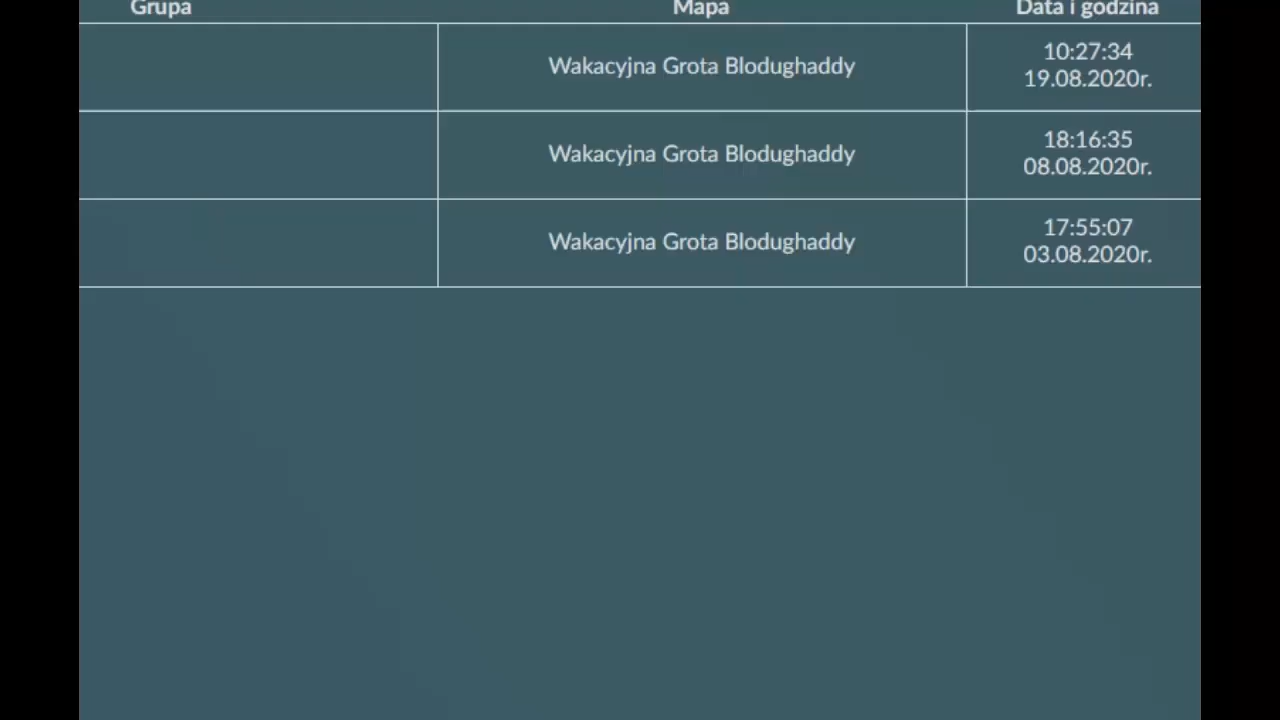 Grupa Mapa Data i godzina
Wakacyjna Grota Blodughaddy 10:27:34
19.08.2020r.
Wakacyjna Grota Blodughaddy 18:16:35
08.08.2020r.
Wakacyjna Grota Blodughaddy 17:55:07
03.08.2020r.